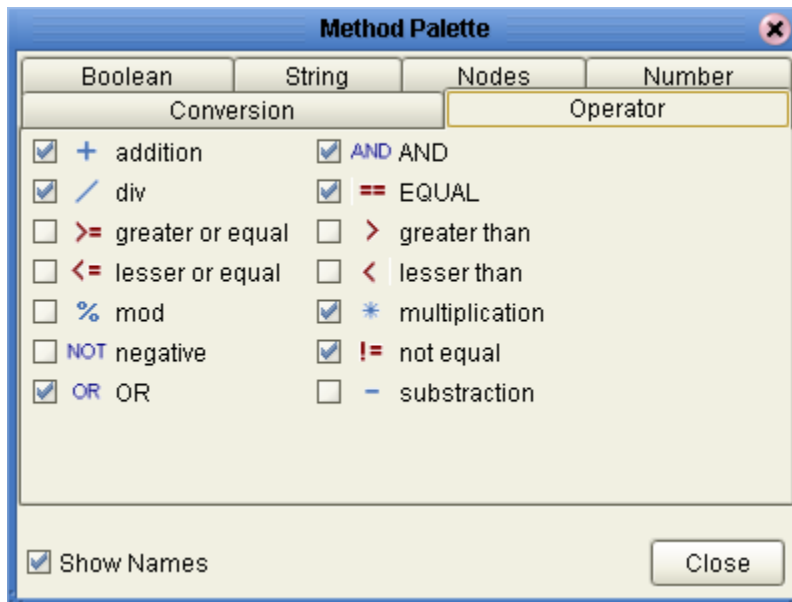 Method Palette
Boolean String Nodes Number
Conversion Operator
+ addition AND AND
/ div == EQUAL
>= greater or equal > greater than
<= lesser or equal < lesser than
% mod * multiplication
NOT negative != not equal
OR OR - substraction
Show Names Close